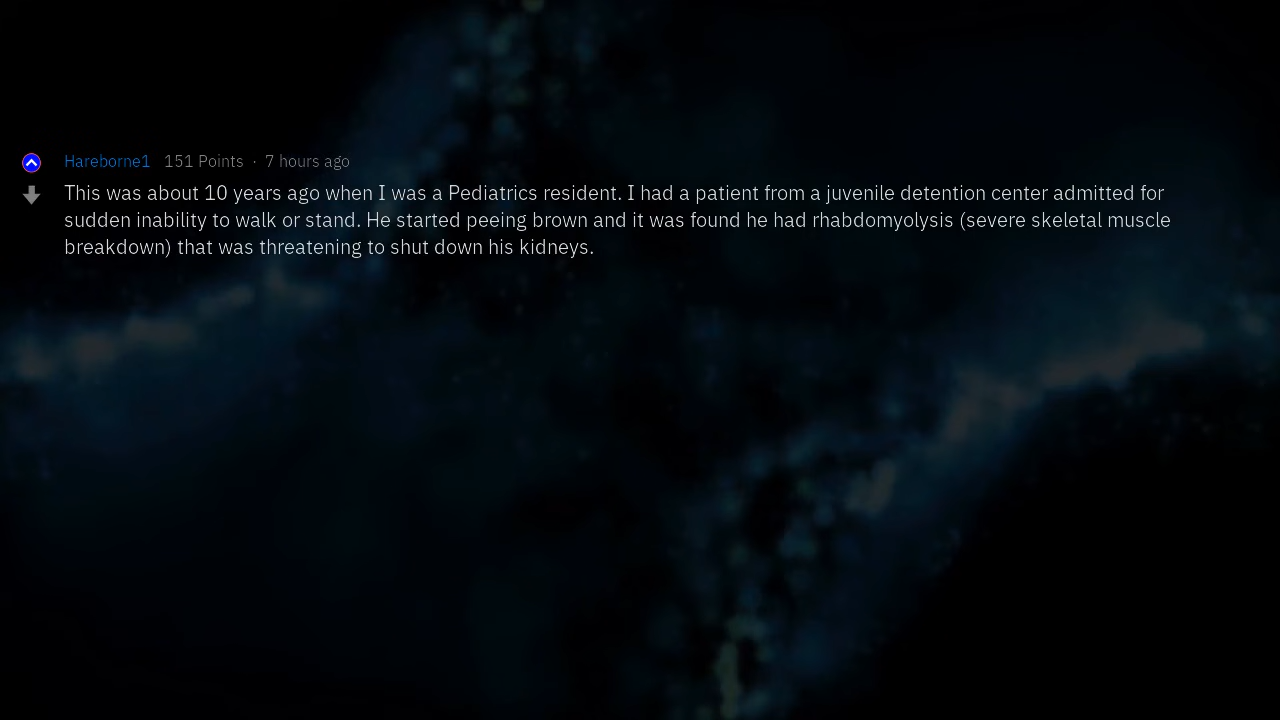 Hareborne1 151 Points · 7 hours ago
This was about 10 years ago when I was a Pediatrics resident. I had a patient from a juvenile detention center admitted for
sudden inability to walk or stand. He started peeing brown and it was found he had rhabdomyolysis (severe skeletal muscle
breakdown) that was threatening to shut down his kidneys.